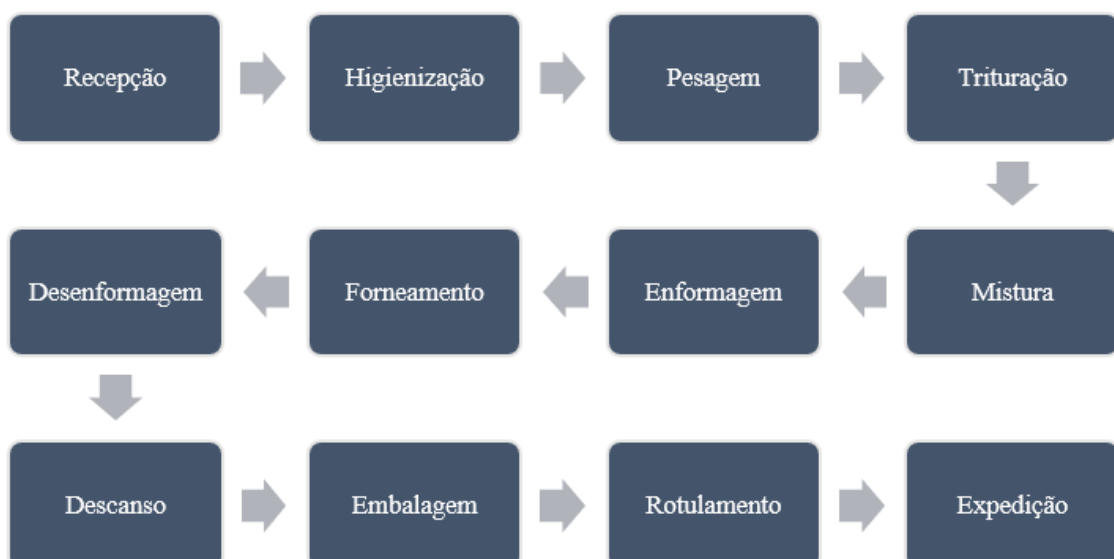 Recepção
Higienização
Pesagem
Trituração
Mistura
Enformagem
Forneamento
Desenformagem
Descanso
Embalagem
Rotulamento
Expedição